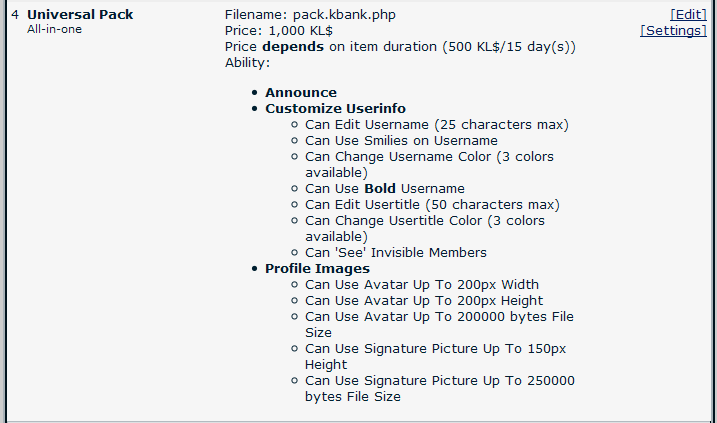 4 Universal Pack
All-in-one
Filename: pack.kbank.php
Price: 1,000 KL$
Price depends on item duration (500 KL$/15 day(s))
Ability:
[Edit]
[Settings]
Announce
Customize Userinfo
Can Edit Username (25 characters max)
Can Use Smilies on Username
Can Change Username Color (3 colors
available)
Can Use Bold Username
Can Edit Usertitle (50 characters max)
Can Change Usertitle Color (3 colors
available)
Can 'See' Invisible Members
Profile Images
Can Use Avatar Up To 200px Width
Can Use Avatar Up To 200px Height
Can Use Avatar Up To 200000 bytes File
Size
Can Use Signature Picture Up To 150px
Height
Can Use Signature Picture Up To 250000
bytes File Size